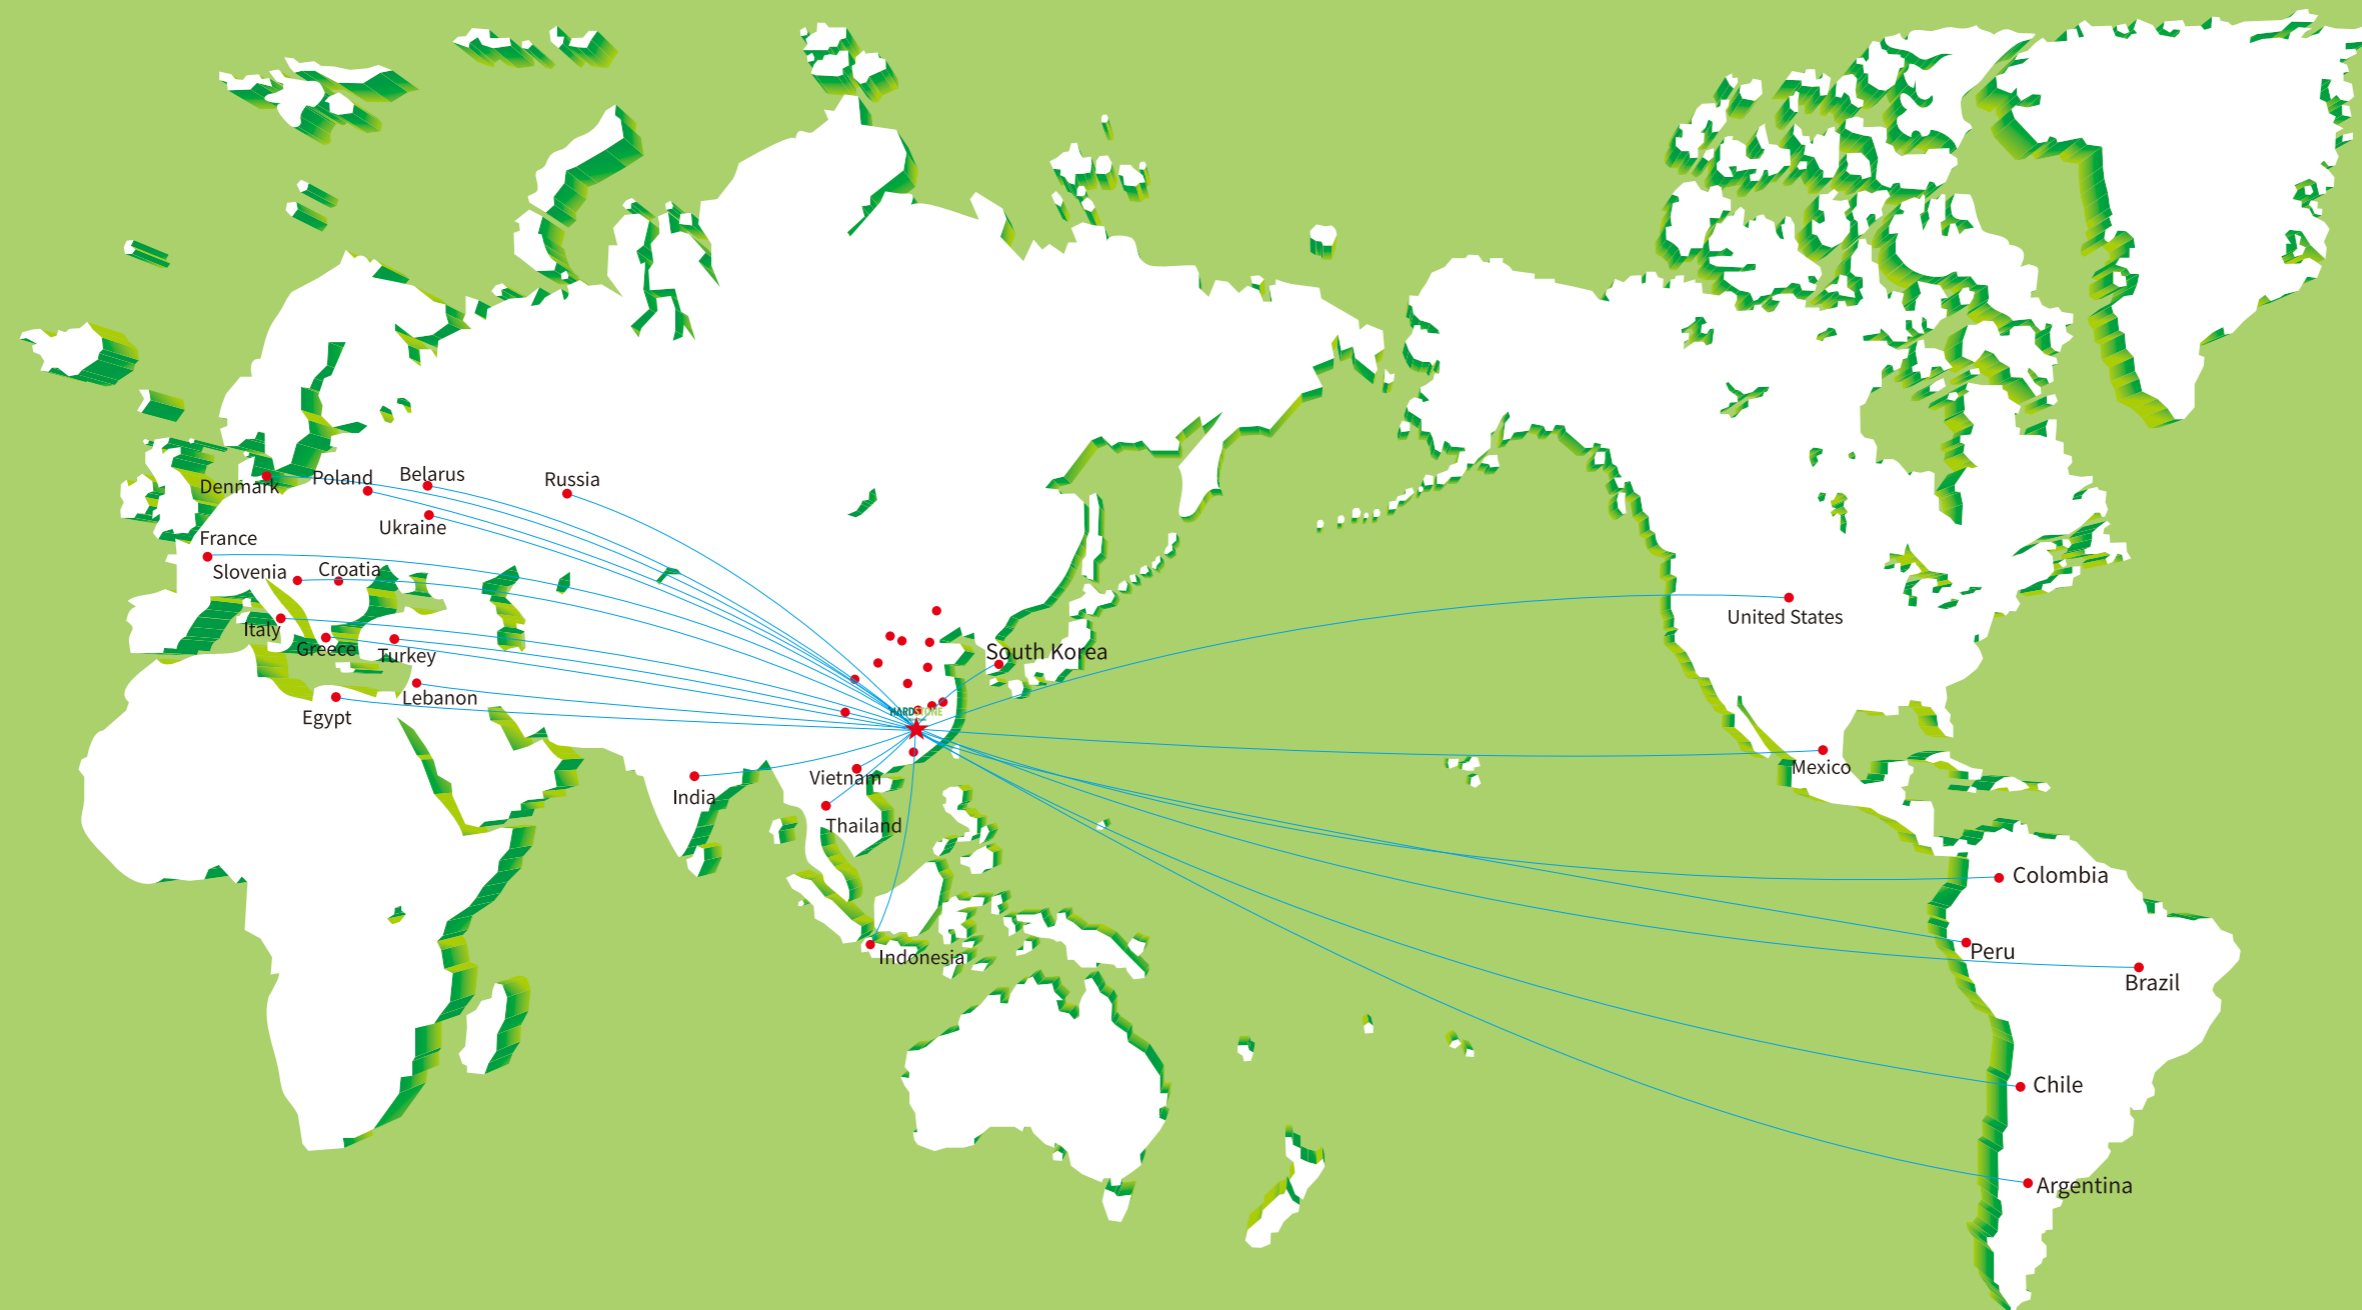 Denmark
Poland
Belarus
Russia
Ukraine
France
Slovenia
Croatia
Italy
Greece
Turkey
Lebanon
Egypt
South Korea
United States
HARDSTONE
Mexico
Vietnam
India
Thailand
Colombia
Indonesia
Peru
Brazil
Chile
Argentina